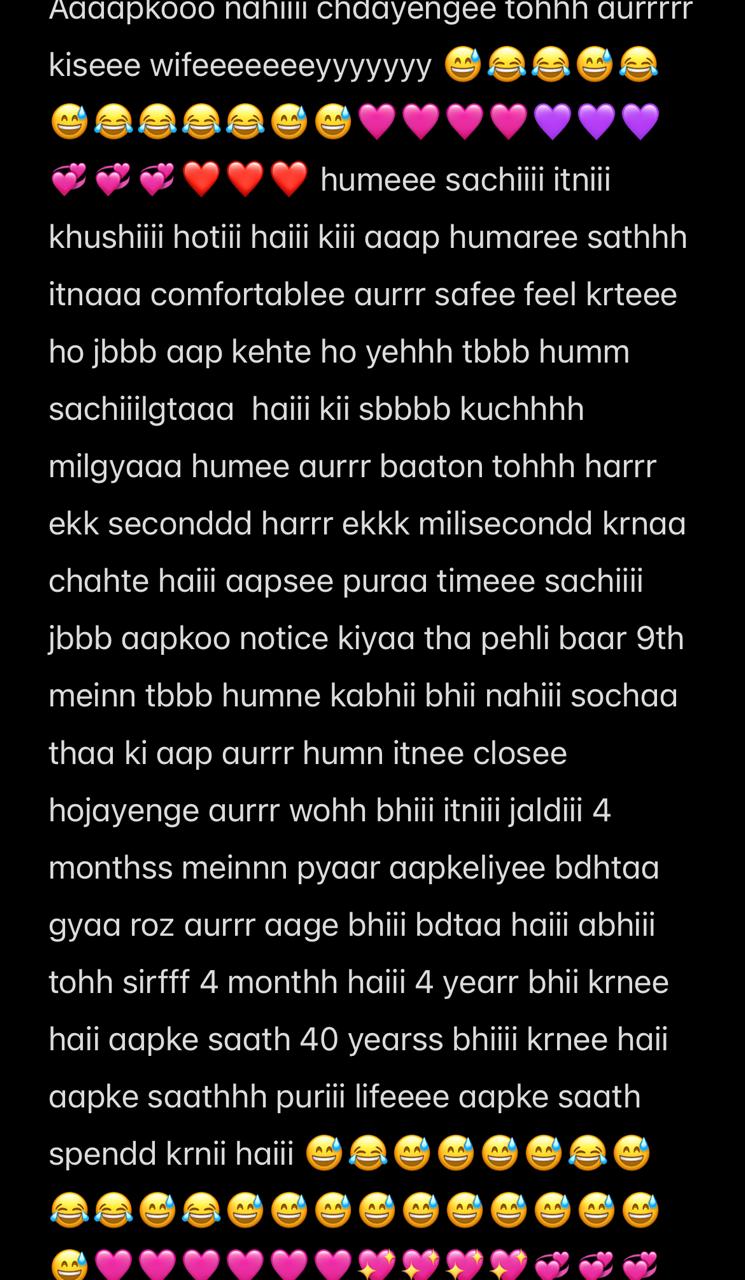 Aaaapkooo nahiiii chdayengee tohhh aurrrrr
kiseee wifeeeeeeeyyyyyyy 😅😂😂😅😂
😅😂😂😂😂😅😅💗💗💗💗💜💜💜
💞💞💞❤️❤️❤️ humeee sachiiii itniii
khushiiii hotiii haiii kiii aaap humaree sathhh
itnaaa comfortablee aurrr safee feel krteee
ho jbbb aap kehte ho yehhh tbbb humm
sachiiilgtaaa haiii kii sbbbb kuchhhh
milgyaaa humee aurrr baaton tohhh harrr
ekk seconddd harrr ekkk milisecondd krnaa
chahte haiii aapsee puraa timeee sachiiii
jbbb aapkoo notice kiyaa tha pehli baar 9th
meinn tbbb humne kabhii bhii nahiii sochaa
thaa ki aap aurrr humn itnee closee
hojayenge aurrr wohh bhiii itniii jaldiii 4
monthss meinnn pyaar aapkeliyee bdhtaa
gyaa roz aurrr aage bhiii bdtaa haiii abhiii
tohh sirfff 4 monthh haiii 4 yearr bhii krnee
haii aapke saath 40 yearss bhiiii krnee haii
aapke saathhh puriii lifeeee aapke saath
spendd krnii haiii 😅😂😅😅😅😅😂😅
😂😂😅😂😅😅😅😅😅😅😅😅😅😅
😅💗💗💗💗💗💗💖💖💖💖💞💞💞